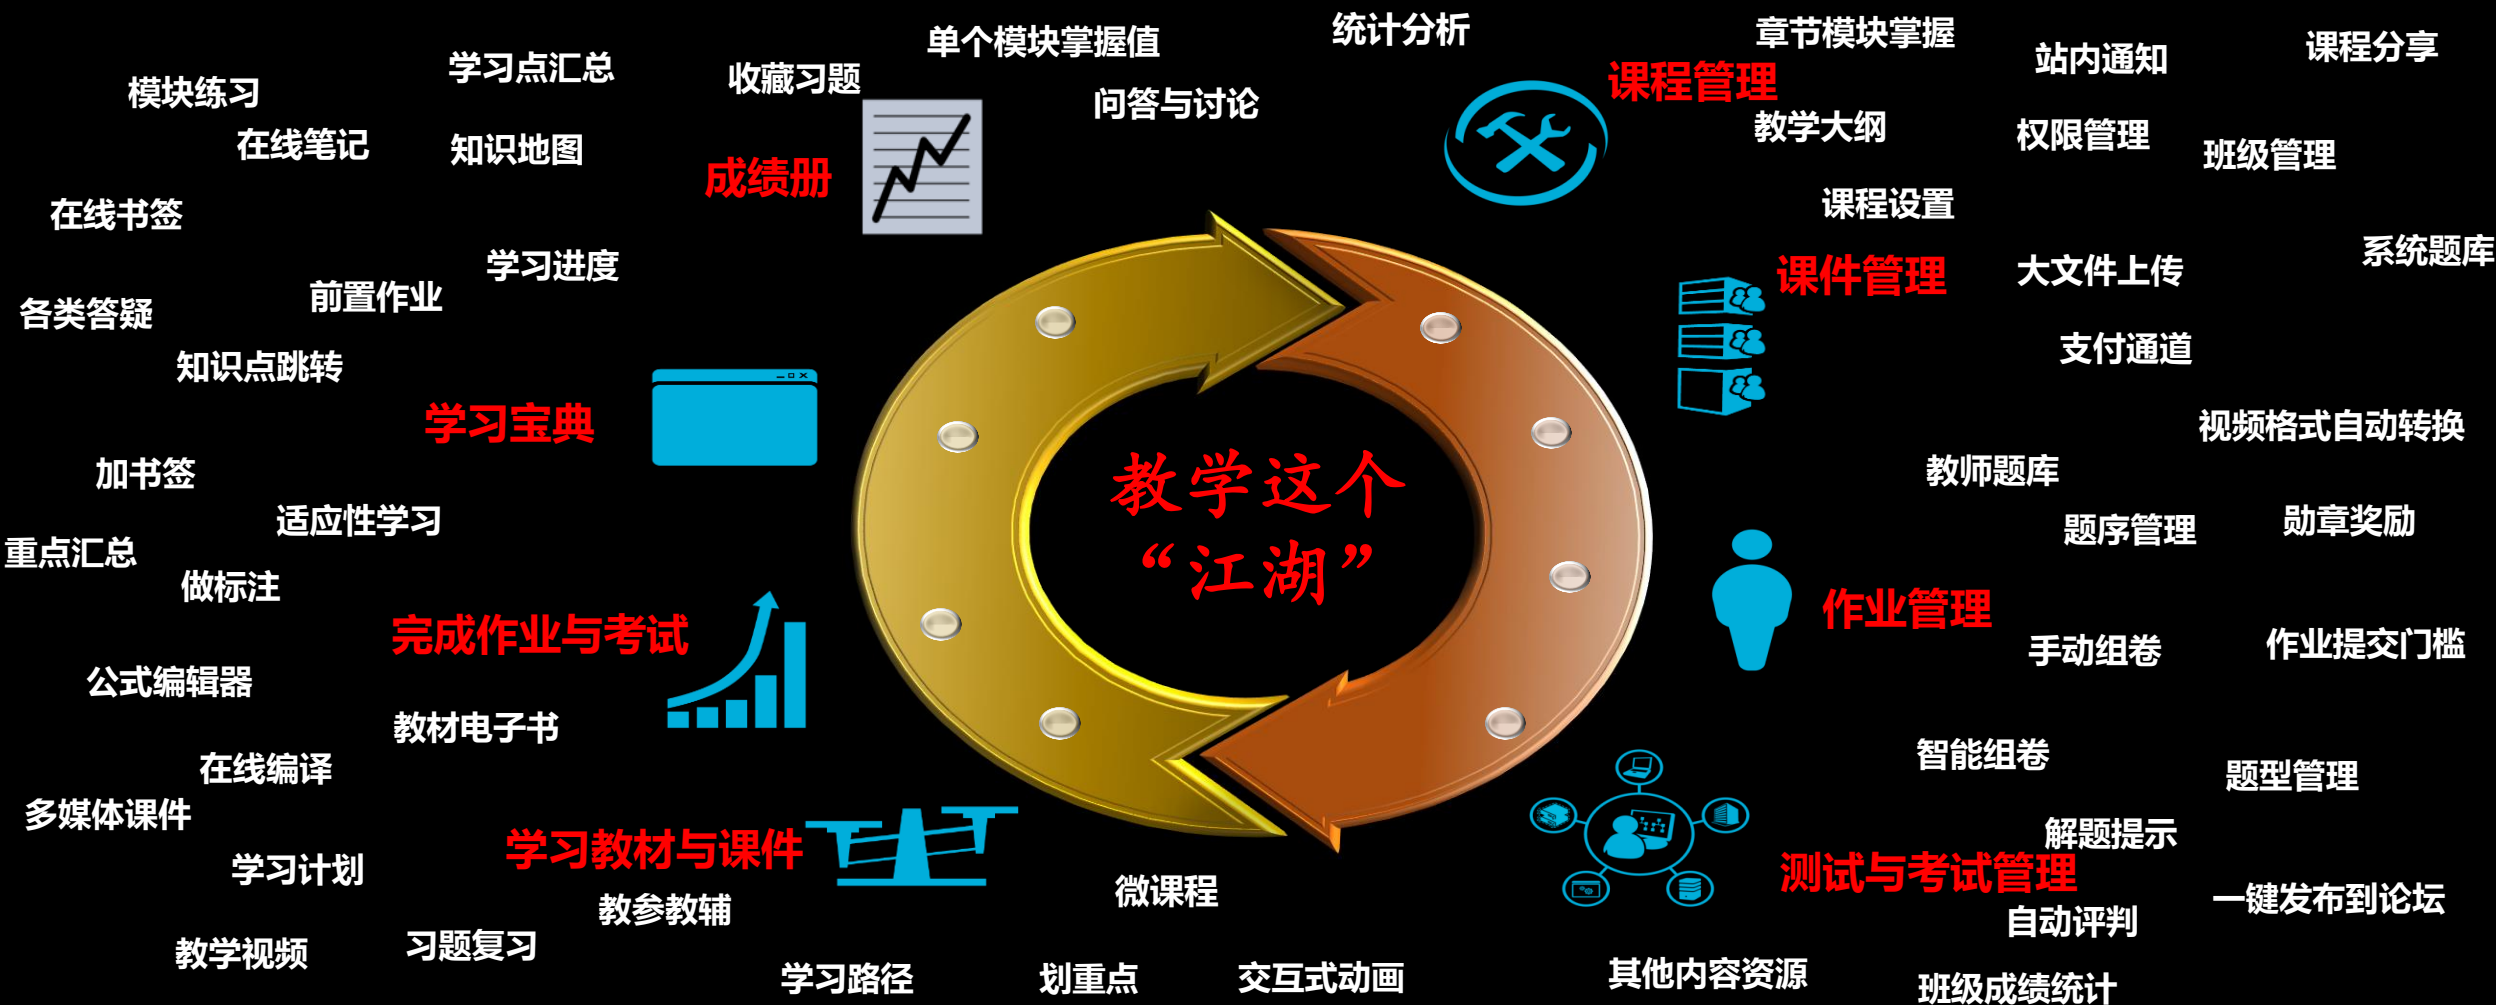 单个模块掌握值
统计分析
章节模块掌握
课程分享
站内通知
学习点汇总
收藏习题
模块练习
课程管理
问答与讨论
教学大纲
权限管理
在线笔记
知识地图
班级管理
成绩册
课程设置
在线书签
系统题库
学习进度
课件管理
大文件上传
前置作业
各类答疑
支付通道
知识点跳转
学习宝典
视频格式自动转换
加书签
教师题库
教学这个
“江湖”
适应性学习
题序管理
勋章奖励
重点汇总
做标注
作业管理
完成作业与考试
手动组卷
作业提交门槛
公式编辑器
教材电子书
智能组卷
在线编译
题型管理
多媒体课件
解题提示
学习教材与课件
学习计划
测试与考试管理
微课程
一键发布到论坛
教参教辅
自动评判
习题复习
教学视频
学习路径
划重点
交互式动画
其他内容资源
班级成绩统计